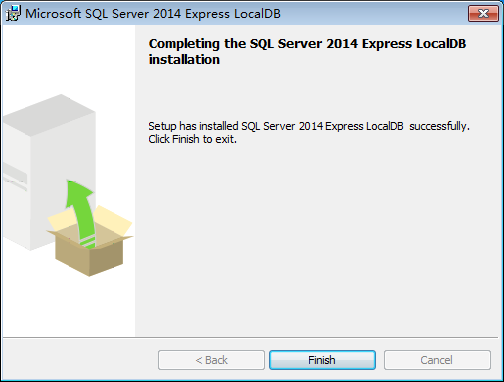 Microsoft SQL Server 2014 Express LocalDB
Completing the SQL Server 2014 Express LocalDB
installation
Setup has installed SQL Server 2014 Express LocalDB  successfully.
Click Finish to exit.
< Back
Finish
Cancel